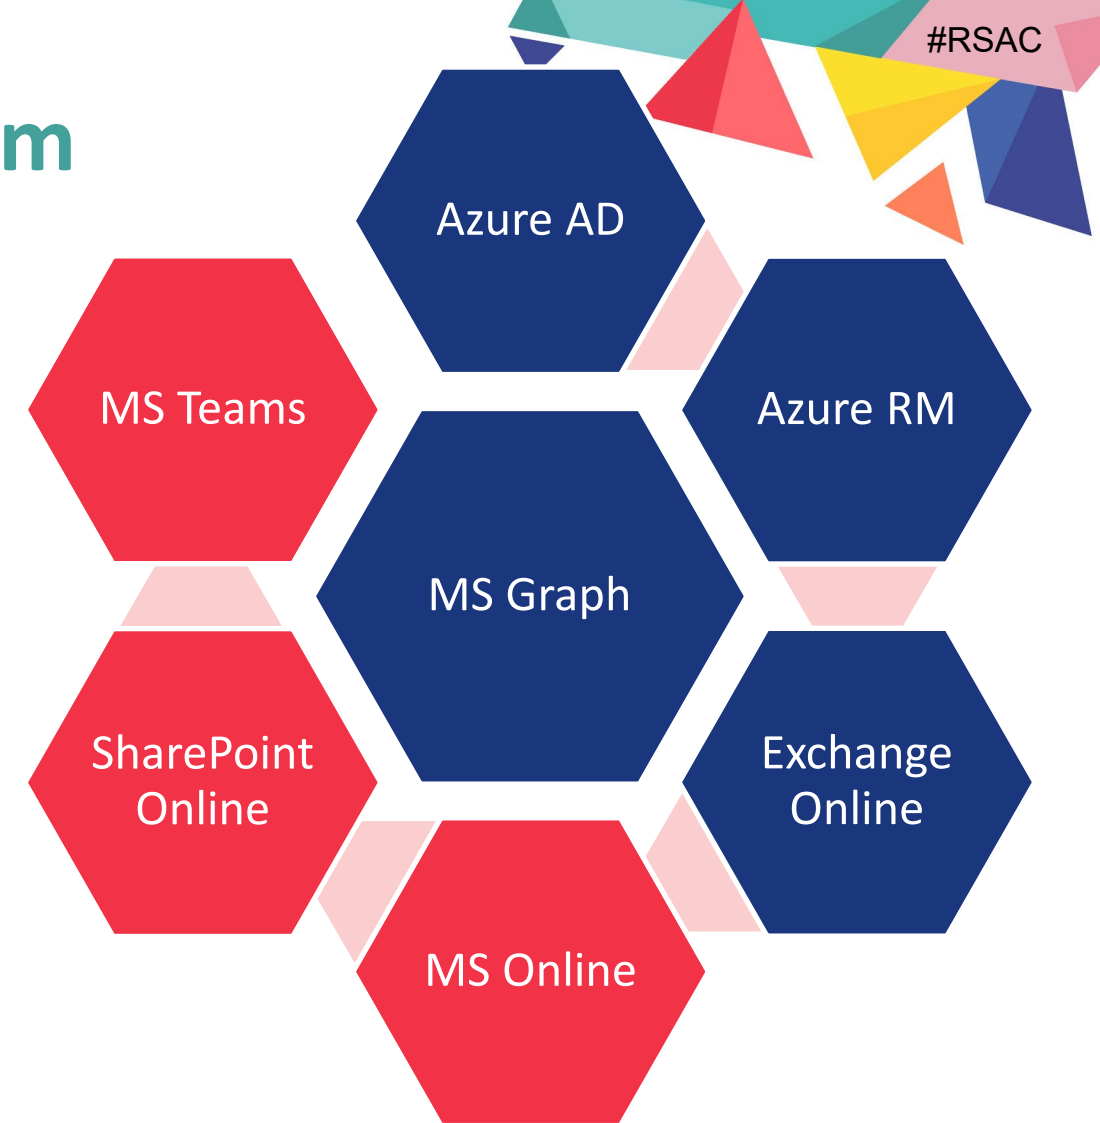 #RSAC
m
Azure AD
MS Teams
Azure RM
MS Graph
SharePoint
Online
Exchange
Online
MS Online